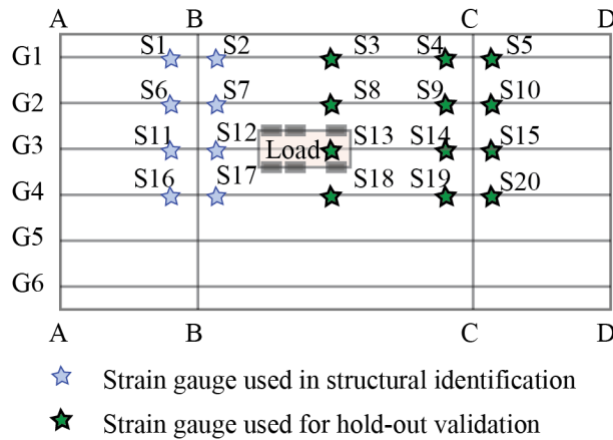 A B C D
G1 S1 S2 S3 S4 S5
G2 S6 S7 S8 S9 S10
G3 S11 S12 Load S13 S14 S15
G4 S16 S17 S18 S19 S20
G5
G6
A B C D
Strain gauge used in structural identification
Strain gauge used for hold-out validation